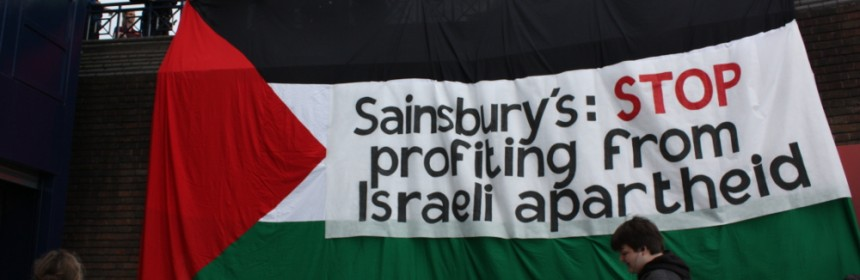 Sainsbury's: STOP
profiting from
Israeli apartheid